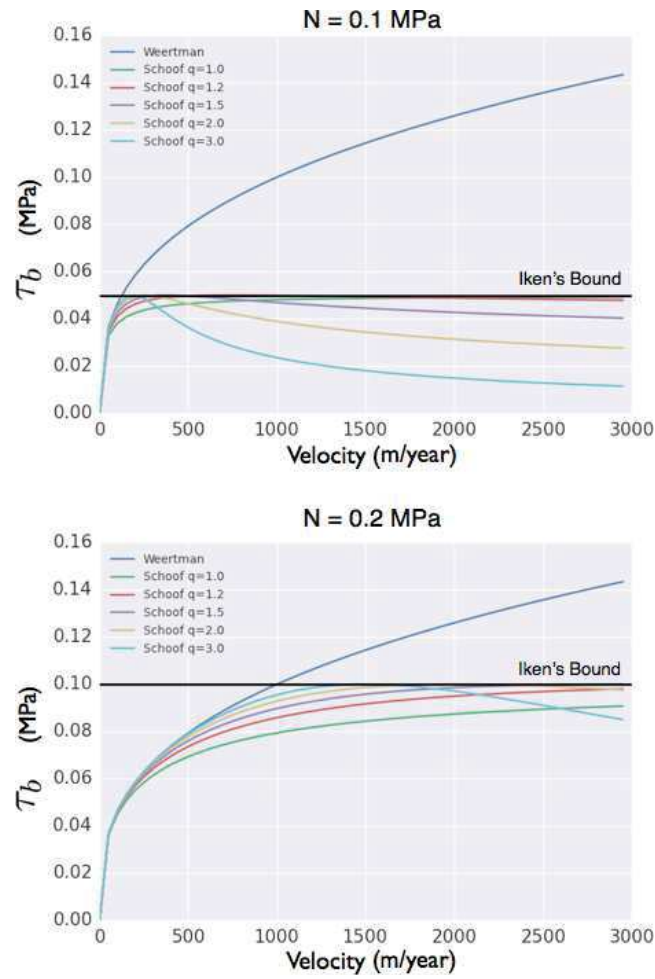 N = 0.1 MPa
0.16
0.14
0.12
0.10
0.08
0.06
0.04
0.02
0.00
Weertman
Schoof q=1.0
Schoof q=1.2
Schoof q=1.5
Schoof q=2.0
Schoof q=3.0
τb (MPa)
Iken's Bound
0 500 1000 1500 2000 2500 3000
Velocity (m/year)
N = 0.2 MPa
0.16
0.14
0.12
0.10
0.08
0.06
0.04
0.02
0.00
Weertman
Schoof q=1.0
Schoof q=1.2
Schoof q=1.5
Schoof q=2.0
Schoof q=3.0
τb (MPa)
Iken's Bound
0 500 1000 1500 2000 2500 3000
Velocity (m/year)